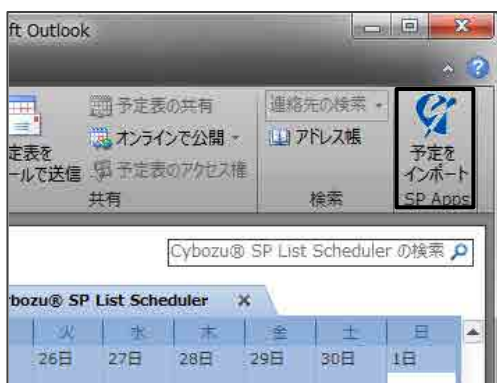 ft Outlook
予定表の共有
連絡先の検索
定表を
ールで送信
オンラインで公開
アドレス帳
予定を
インポート
予定表のアクセス権
共有
検索
SP Apps
Cybozu® SP List Scheduler の検索
bozu® SP List Scheduler
火 水 木 金 土 日
26日 27日 28日 29日 30日 1日